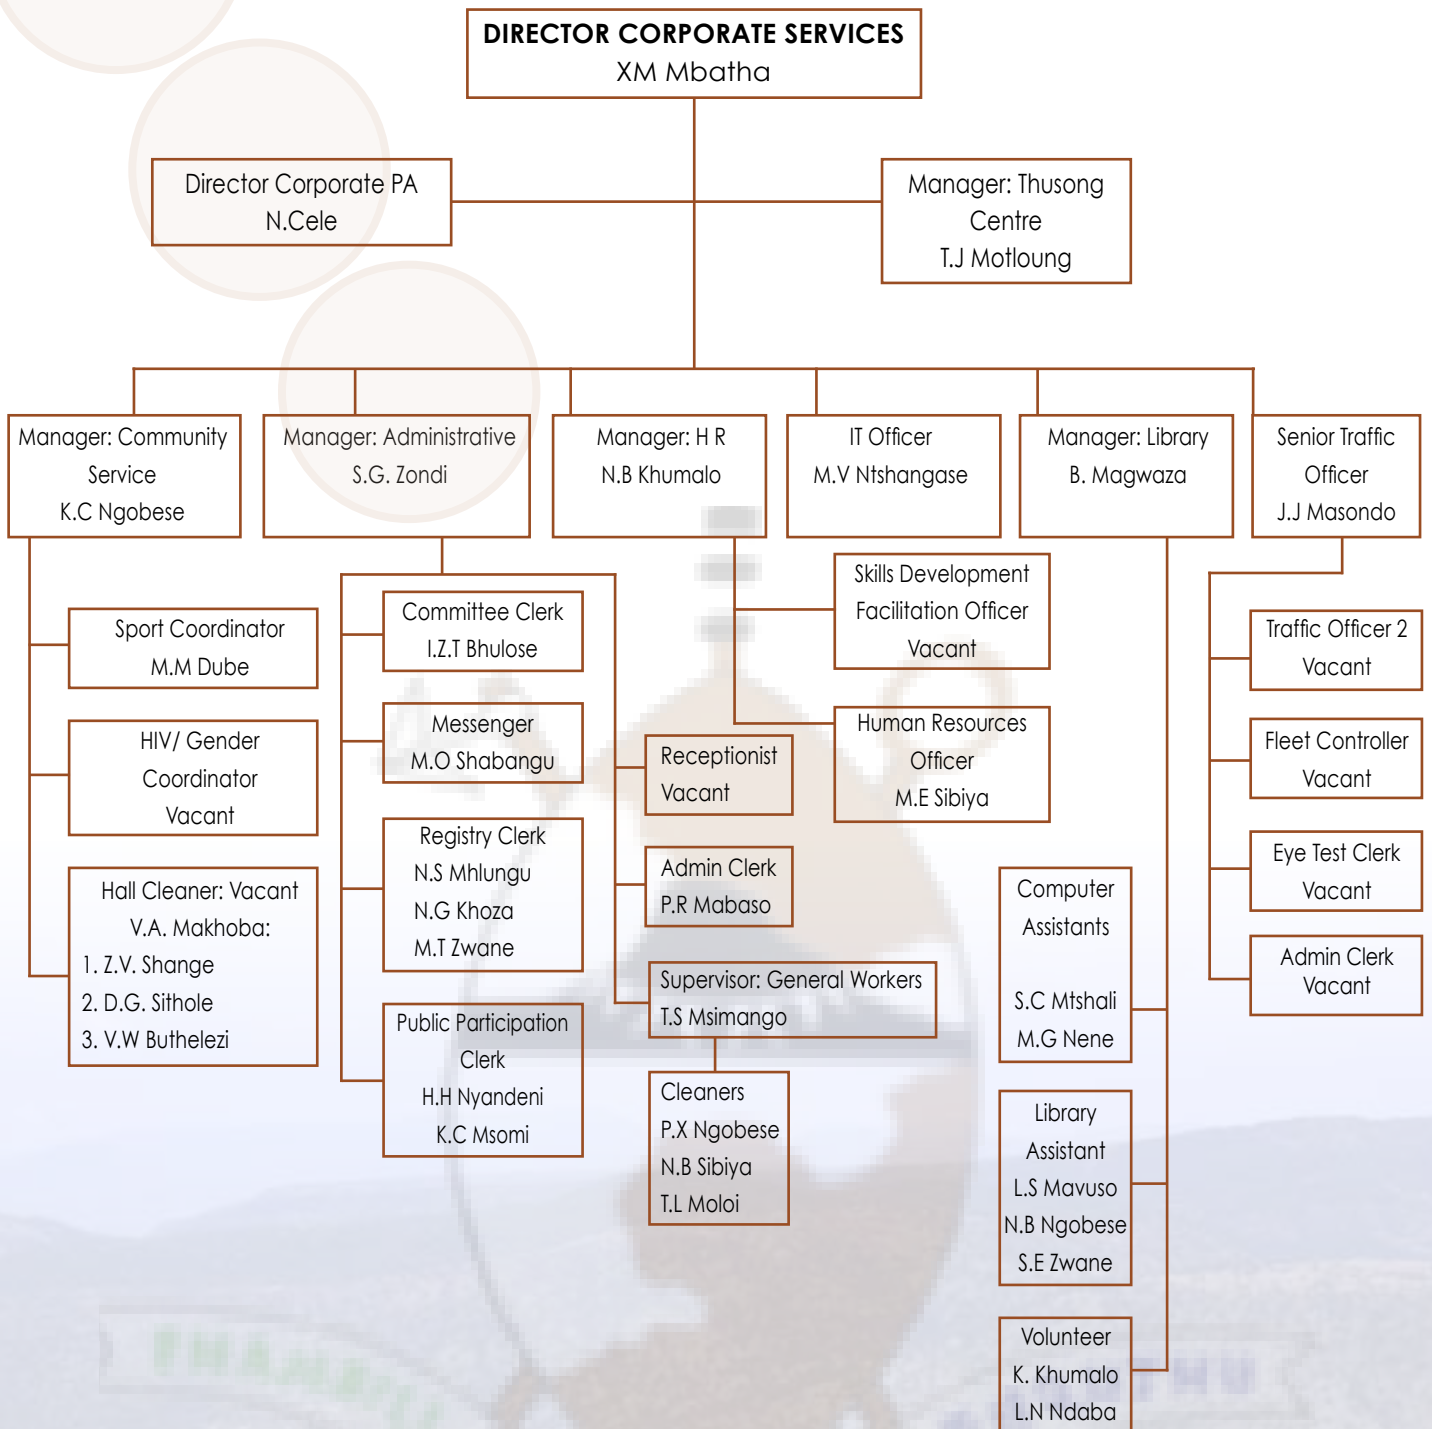 DIRECTOR CORPORATE SERVICES
XM Mbatha
Director Corporate PA
N.Cele
Manager: Thusong
Centre
T.J Motloung
Manager: Community
Service
K.C Ngobese
Manager: Administrative
S.G. Zondi
Manager: H R
N.B Khumalo
IT Officer
M.V Ntshangase
Manager: Library
B. Magwaza
Senior Traffic
Officer
J.J Masondo
Sport Coordinator
M.M Dube
HIV/ Gender
Coordinator
Vacant
Hall Cleaner: Vacant
V.A. Makhoba:
1. Z.V. Shange
2. D.G. Sithole
3. V.W Buthelezi
Committee Clerk
I.Z.T Bhulose
Messenger
M.O Shabangu
Registry Clerk
N.S Mhlungu
N.G Khoza
M.T Zwane
Public Participation
Clerk
H.H Nyandeni
K.C Msomi
Receptionist
Vacant
Admin Clerk
P.R Mabaso
Supervisor: General Workers
T.S Msimango
Cleaners
P.X Ngobese
N.B Sibiya
T.L Moloi
Skills Development
Facilitation Officer
Vacant
Human Resources
Officer
M.E Sibiya
Computer
Assistants
S.C Mtshali
M.G Nene
Library
Assistant
L.S Mavuso
N.B Ngobese
S.E Zwane
Volunteer
K. Khumalo
L.N Ndaba
Traffic Officer 2
Vacant
Fleet Controller
Vacant
Eye Test Clerk
Vacant
Admin Clerk
Vacant